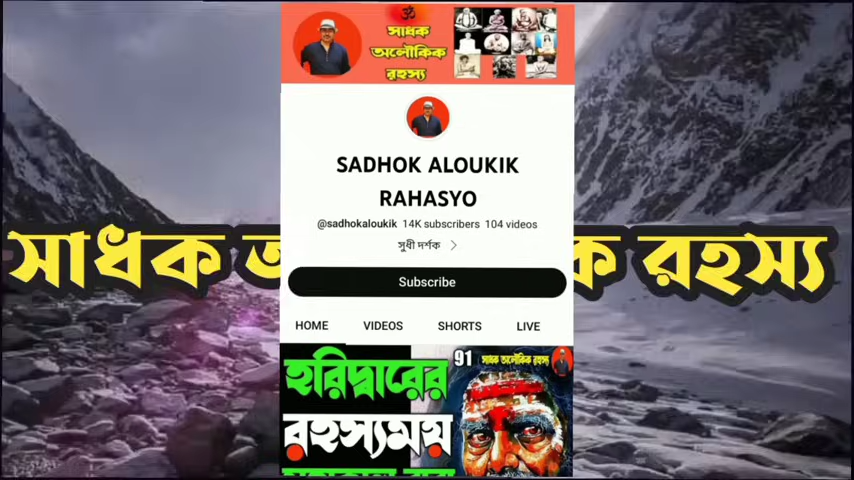 ওঁ
সাধক
অলৌকিক
রহস্য
SADHOK ALOUKIK
RAHASYO
@sadhokaloukik 14K subscribers 104 videos
সুধী দর্শক
সাধক অ ক রহস্য
Subscribe
HOME VIDEOS SHORTS LIVE
91 সাধক অলৌকিক রহস্য
হরিদ্বারের
রহস্যময়